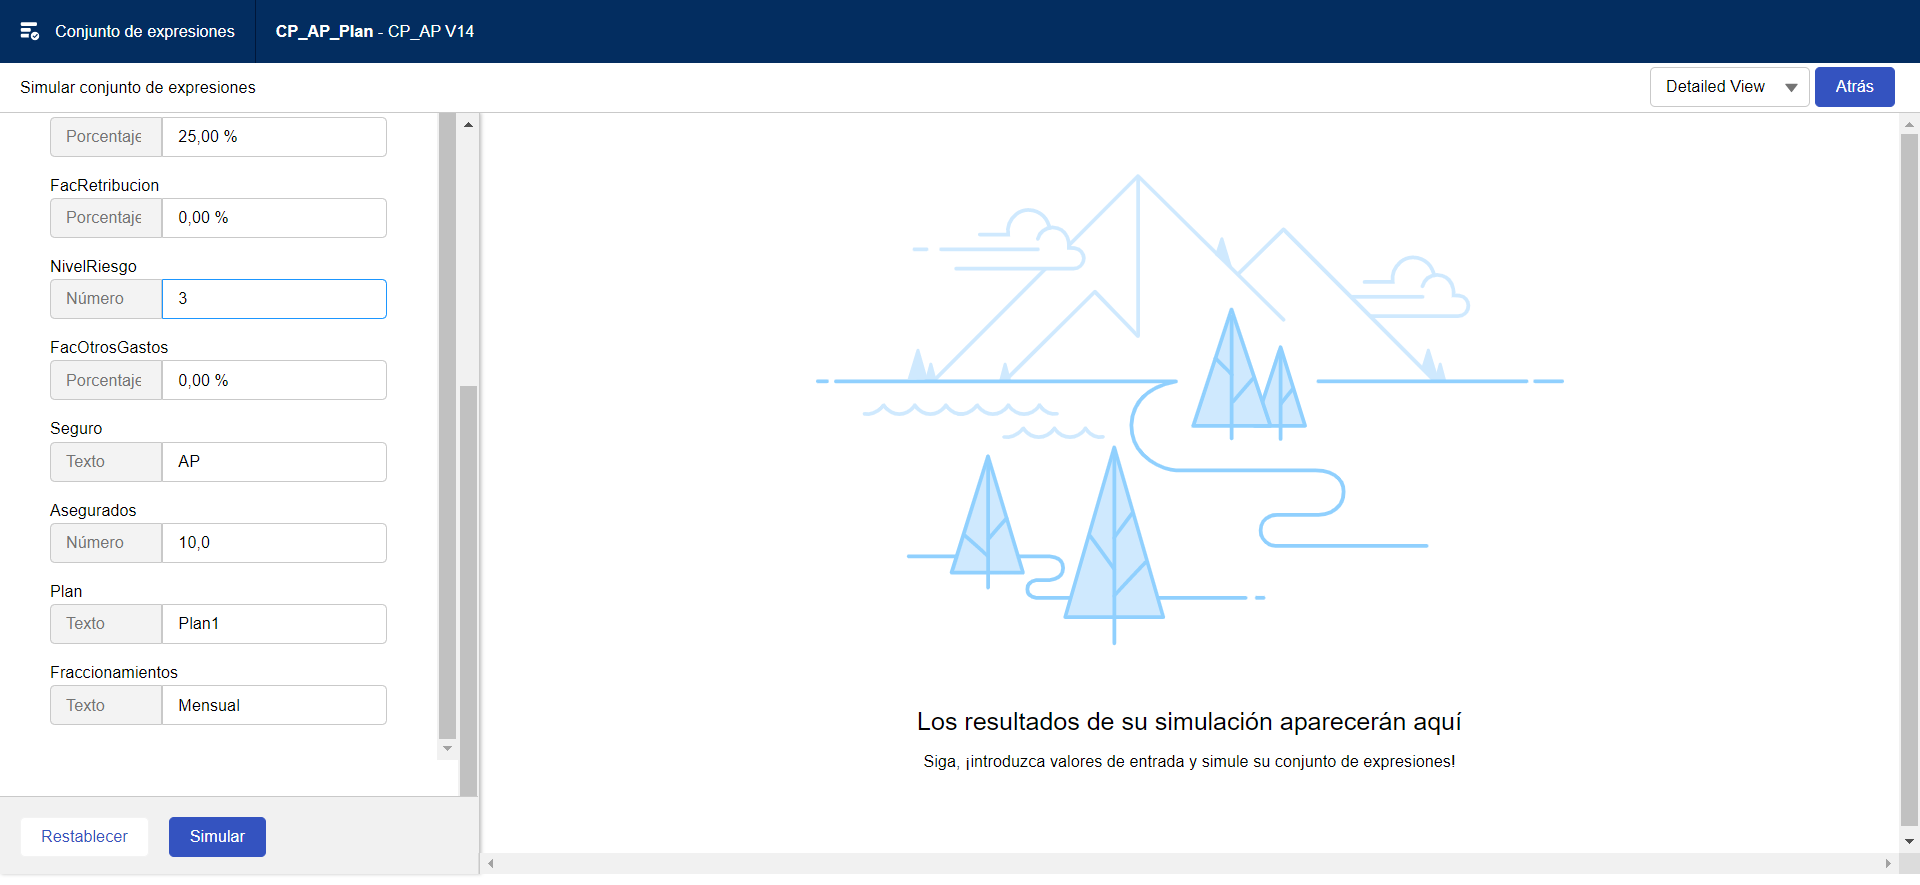 Conjunto de expresiones
CP_AP_Plan - CP_AP V14
Simular conjunto de expresiones
Detailed View
Atrás
Porcentaje
25,00 %
FacRetribucion
Porcentaje
0,00 %
NivelRiesgo
Número
3
FacOtrosGastos
Porcentaje
0,00 %
Seguro
Texto
AP
Asegurados
Número
10,0
Plan
Texto
Plan1
Fraccionamientos
Texto
Mensual
Restablecer
Simular
Los resultados de su simulación aparecerán aquí
Siga, ¡introduzca valores de entrada y simule su conjunto de expresiones!